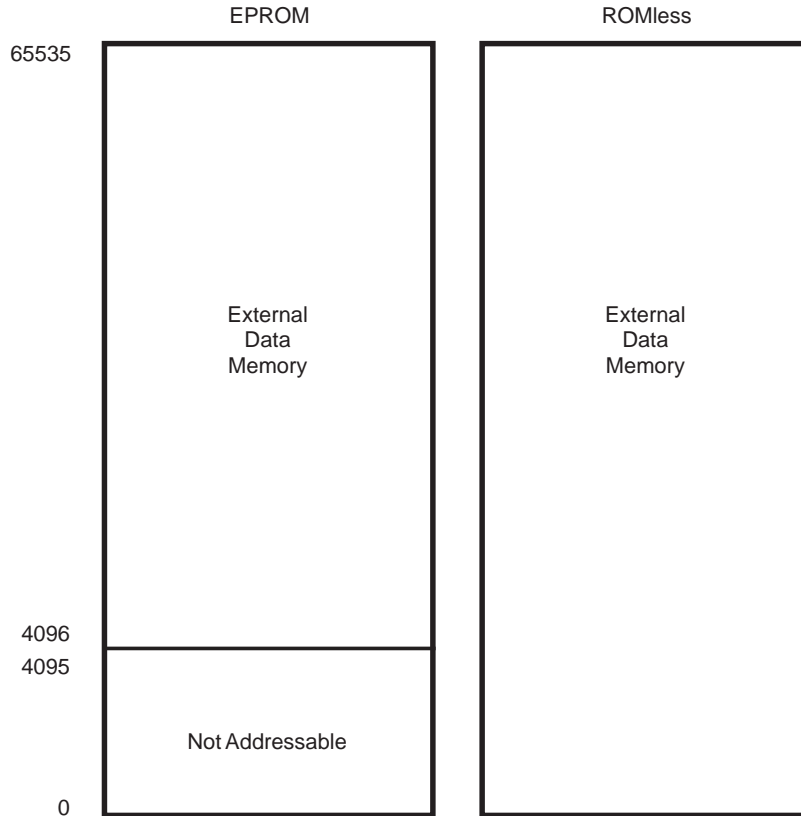 EPROM
ROMless
65535
External
Data
Memory
External
Data
Memory
4096
4095
Not Addressable
0